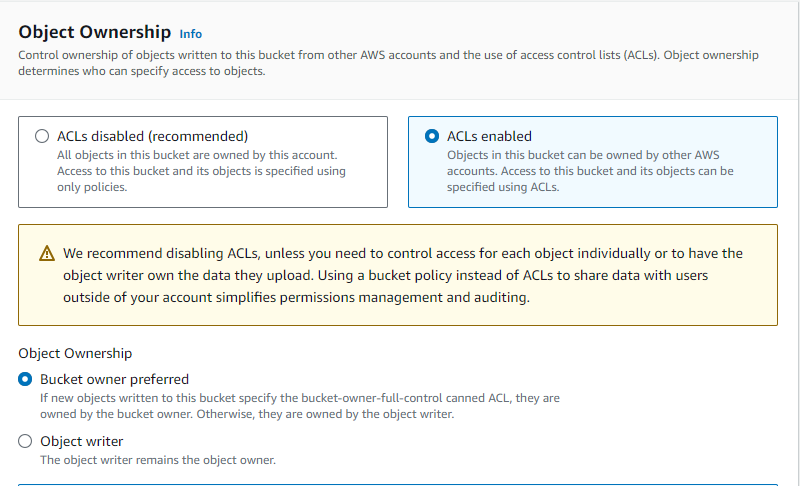 Object Ownership Info
Control ownership of objects written to this bucket from other AWS accounts and the use of access control lists (ACLs). Object ownership
determines who can specify access to objects.
ACLs disabled (recommended)
All objects in this bucket are owned by this account.
Access to this bucket and its objects is specified using
only policies.
ACLs enabled
Objects in this bucket can be owned by other AWS
accounts. Access to this bucket and its objects can be
specified using ACLs.
We recommend disabling ACLs, unless you need to control access for each object individually or to have the
object writer own the data they upload. Using a bucket policy instead of ACLs to share data with users
outside of your account simplifies permissions management and auditing.
Object Ownership
Bucket owner preferred
If new objects written to this bucket specify the bucket-owner-full-control canned ACL, they are
owned by the bucket owner. Otherwise, they are owned by the object writer.
Object writer
The object writer remains the object owner.